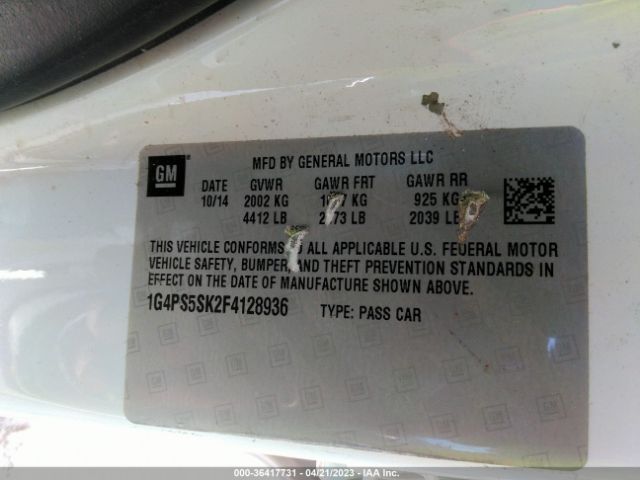 GM
MFD BY GENERAL MOTORS LLC
DATE GVWR GAWR FRT GAWR RR
10/14 2002 KG KG 925 KG
4412 LB LB 2039 LB
THIS VEHICLE CONFORMS TO ALL APPLICABLE U.S. FEDERAL MOTOR
VEHICLE SAFETY, BUMPER, AND THEFT PREVENTION STANDARDS IN
EFFECT ON THE DATE OF MANUFACTURE SHOWN ABOVE.
1G4PS5SK2F4128936 TYPE: PASS CAR
000-36417731 - 04/21/2023 - IAA Inc.